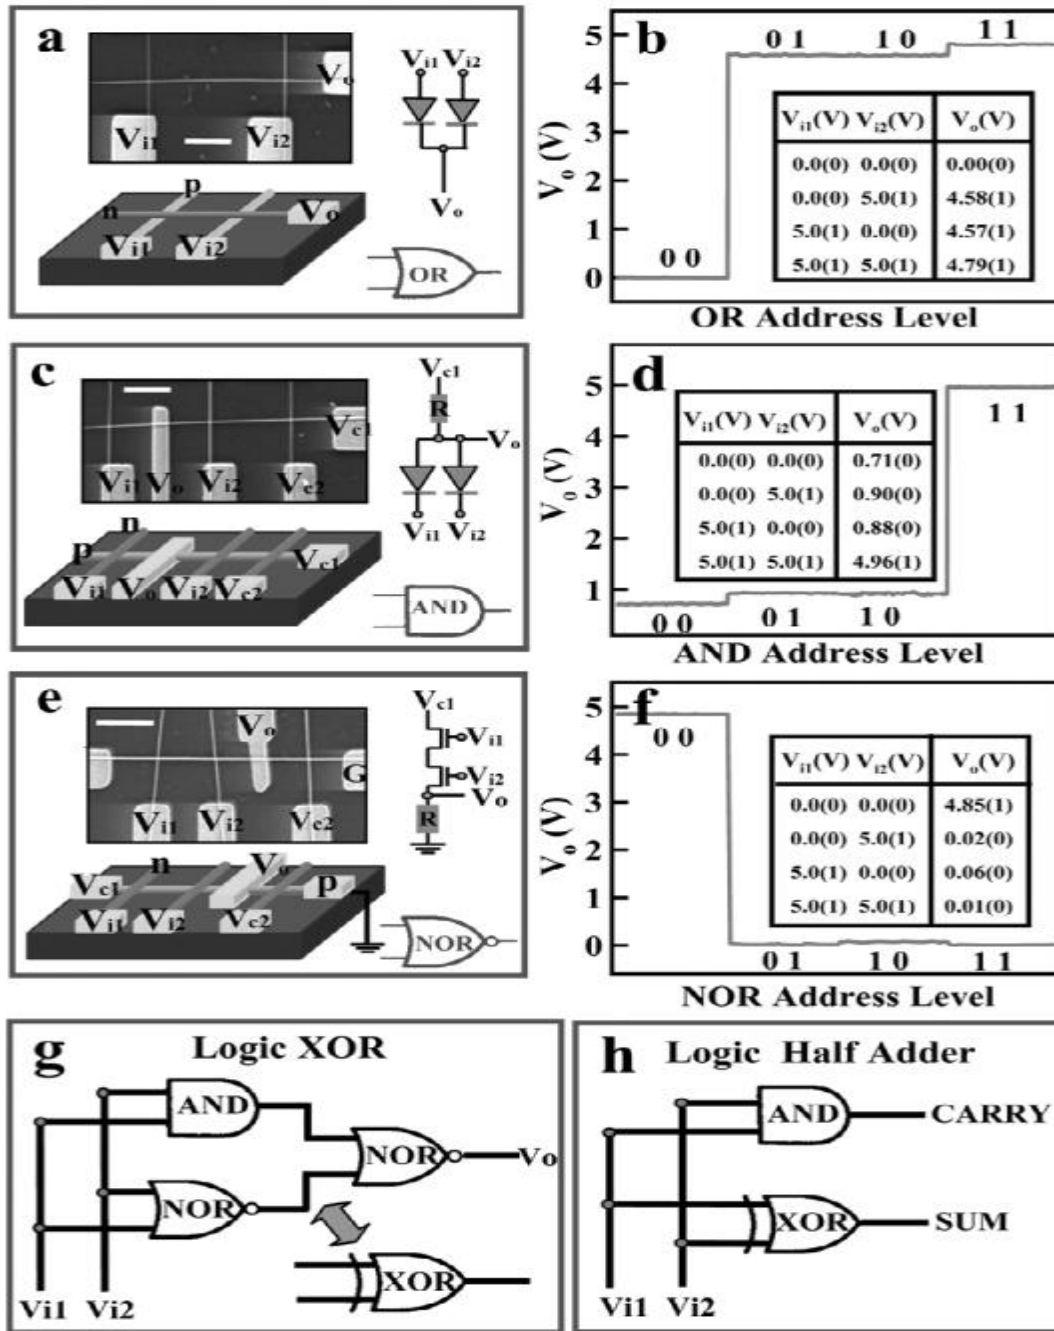 a
Vi1 Vi2 Vo
Vi1 Vi2
Vo
p
n
Vi1 Vi2 Vo
OR
b
Vo(V)
5
4
3
2
1
0
0 0
0 1
1 0
1 1
Vi1(V) Vi2(V) Vo(V)
0.0(0) 0.0(0) 0.00(0)
0.0(0) 5.0(1) 4.58(1)
5.0(1) 0.0(0) 4.57(1)
5.0(1) 5.0(1) 4.79(1)
OR Address Level
c
Vi1 Vo Vi2 Vc2 Vc1
Vc1
R
Vo
Vi1 Vi2
n
p
Vi1 Vo Vi2 Vc2 Vc1
AND
d
Vo(V)
5
4
3
2
1
0 0
0 1
1 0
1 1
Vi1(V) Vi2(V) Vo(V)
0.0(0) 0.0(0) 0.71(0)
0.0(0) 5.0(1) 0.90(0)
5.0(1) 0.0(0) 0.88(0)
5.0(1) 5.0(1) 4.96(1)
AND Address Level
e
Vo
G
Vi1 Vi2 Vc2
Vc1
Vi1
Vi2
Vo
R
n
Vo
Vc1 p
Vi1 Vi2 Vc2
NOR
f
Vo(V)
5
4
3
2
1
0
0 0
0 1
1 0
1 1
Vi1(V) Vi2(V) Vo(V)
0.0(0) 0.0(0) 4.85(1)
0.0(0) 5.0(1) 0.02(0)
5.0(1) 0.0(0) 0.06(0)
5.0(1) 5.0(1) 0.01(0)
NOR Address Level
g
Logic XOR
AND
NOR
Vo
NOR
XOR
Vi1 Vi2
h
Logic Half Adder
AND
CARRY
XOR
SUM
Vi1 Vi2